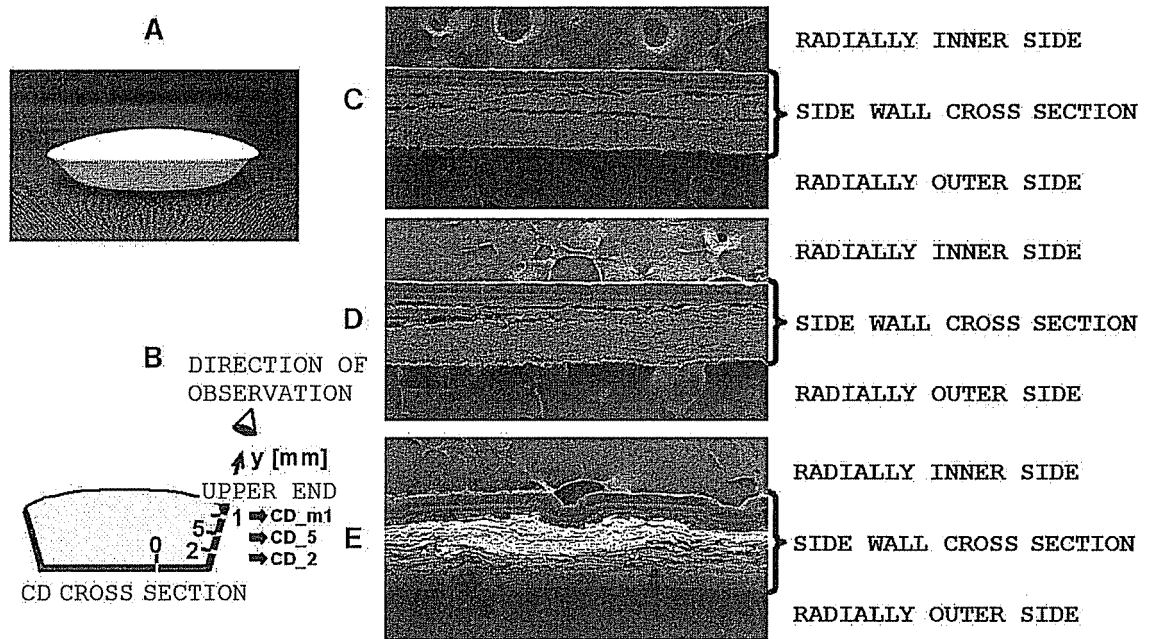 A
B
DIRECTION OF
OBSERVATION
y [mm]
UPPER END
1 CD_m1
5 CD_5
0 2 CD_2
CD CROSS SECTION
C
RADIALLY INNER SIDE
SIDE WALL CROSS SECTION
RADIALLY OUTER SIDE
D
RADIALLY INNER SIDE
SIDE WALL CROSS SECTION
RADIALLY OUTER SIDE
E
RADIALLY INNER SIDE
SIDE WALL CROSS SECTION
RADIALLY OUTER SIDE